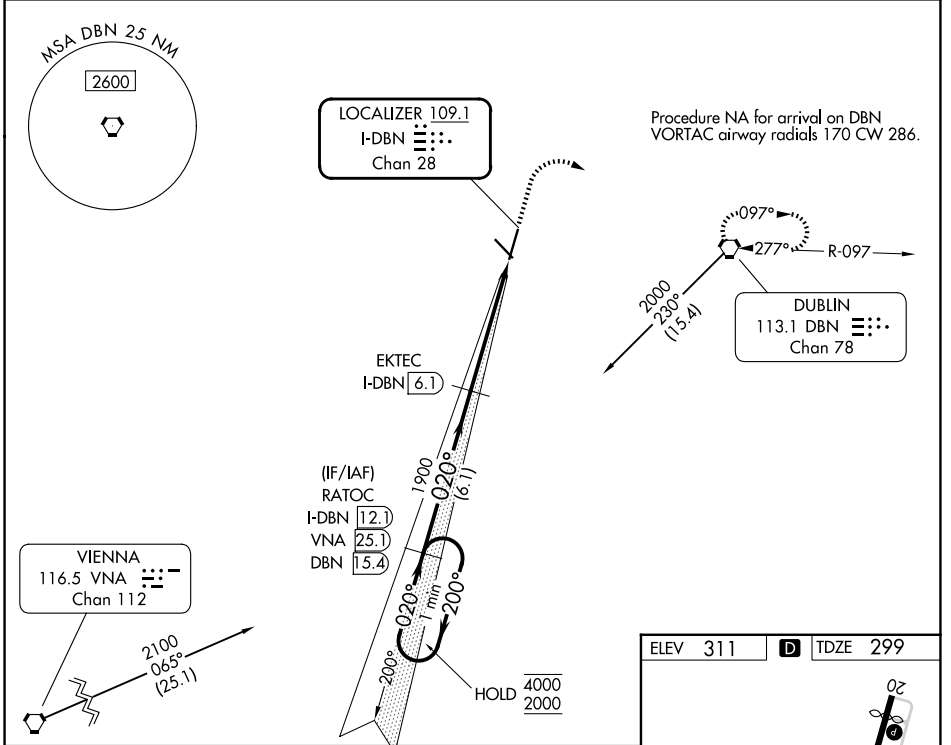 MSA DBN 25 NM
2600
LOCALIZER 109.1
I-DBN
Chan 28
Procedure NA for arrival on DBN
VORTAC airway radials 170 CW 286.
097°
277°
R-097
2000
230°
(15.4)
DUBLIN
113.1 DBN
Chan 78
EKTEC
I-DBN 6.1
1900
020°
(6.1)
(IF/IAF)
RATOC
I-DBN 12.1
VNA 25.1
DBN 15.4
VIENNA
116.5 VNA
Chan 112
2100
065°
(25.1)
020°
1 min
200°
200°
HOLD 4000
2000
ELEV 311 D TDZE 299
20
P